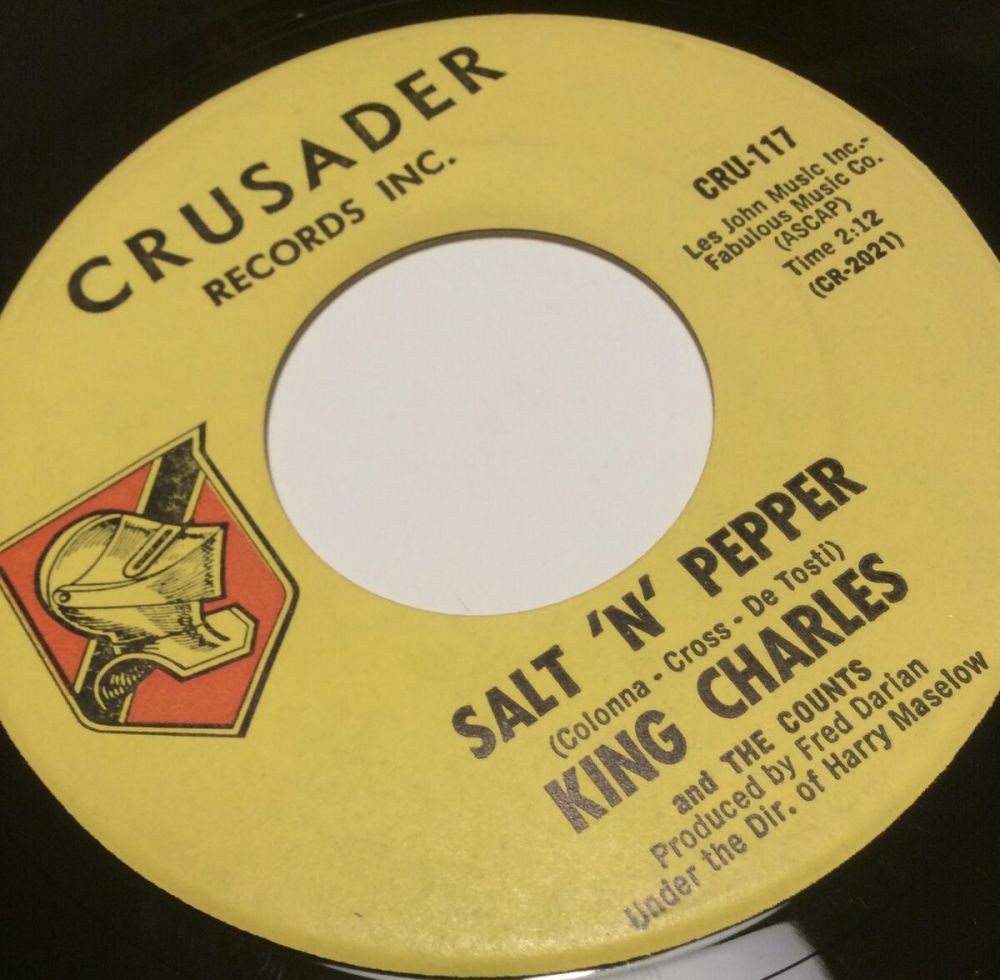 CRUSADER
RECORDS INC.
CRU-117
Les John Music Inc.-
Fabulous Music Co.
(ASCAP)
Time 2:12
(CR-2021)
SALT 'N' PEPPER
(Colonna - Cross - De Tosti)
KING CHARLES
and THE COUNTS
Produced by Fred Darian
Under the Dir. of Harry Maselow